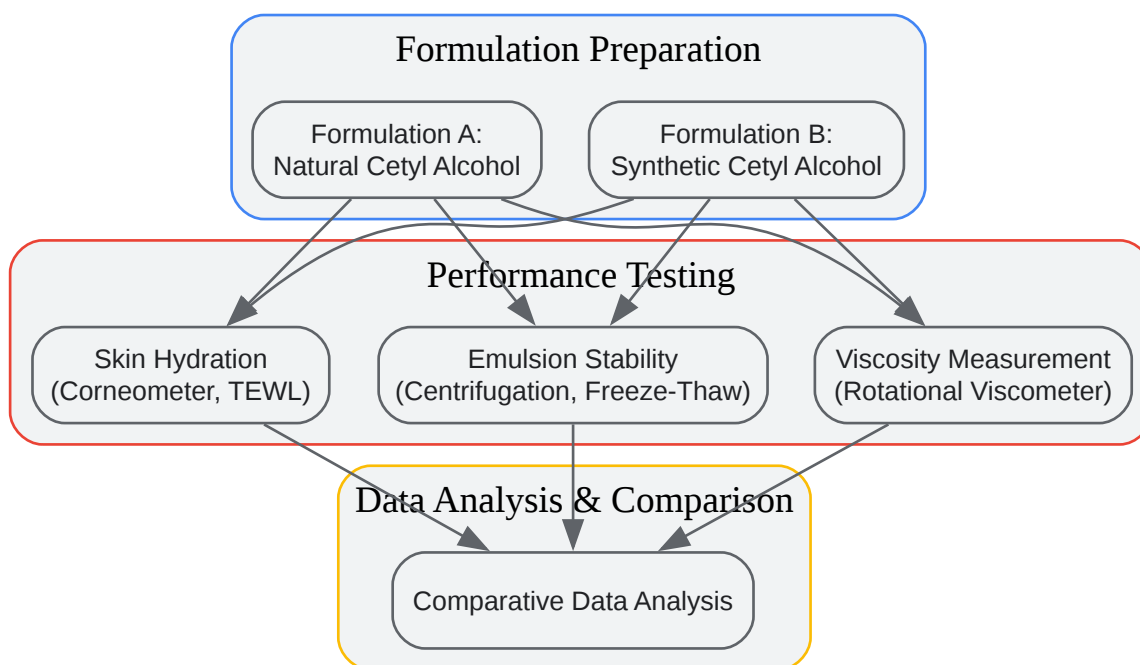 Formulation Preparation
Formulation A:
Natural Cetyl Alcohol
Formulation B:
Synthetic Cetyl Alcohol
Performance Testing
Skin Hydration
(Corneometer, TEWL)
Emulsion Stability
(Centrifugation, Freeze-Thaw)
Viscosity Measurement
(Rotational Viscometer)
Data Analysis & Comparison
Comparative Data Analysis